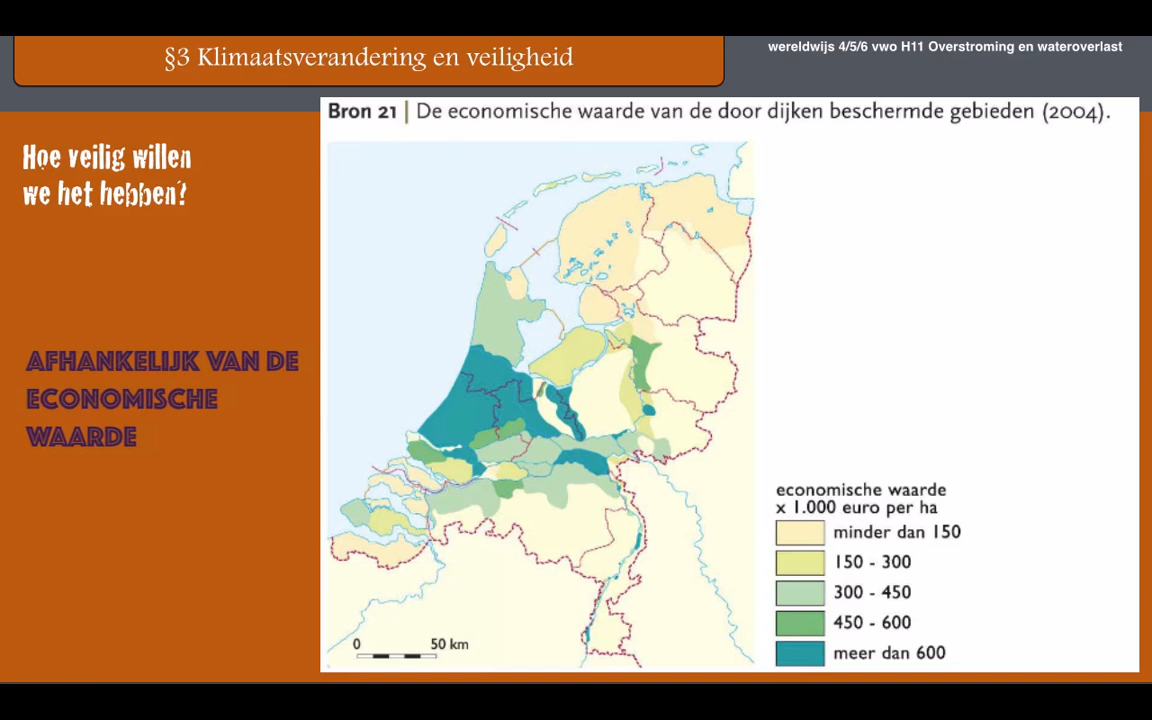 §3 Klimaatsverandering en veiligheid
wereldwijs 4/5/6 vwo H11 Overstroming en wateroverlast
Bron 21 | De economische waarde van de door dijken beschermde gebieden (2004).
Hoe veilig willen
we het hebben?
AFHANKELIJK VAN DE
ECONOMISCHE
WAARDE
economische waarde
x 1.000 euro per ha
minder dan 150
150 - 300
300 - 450
450 - 600
meer dan 600
0 50 km